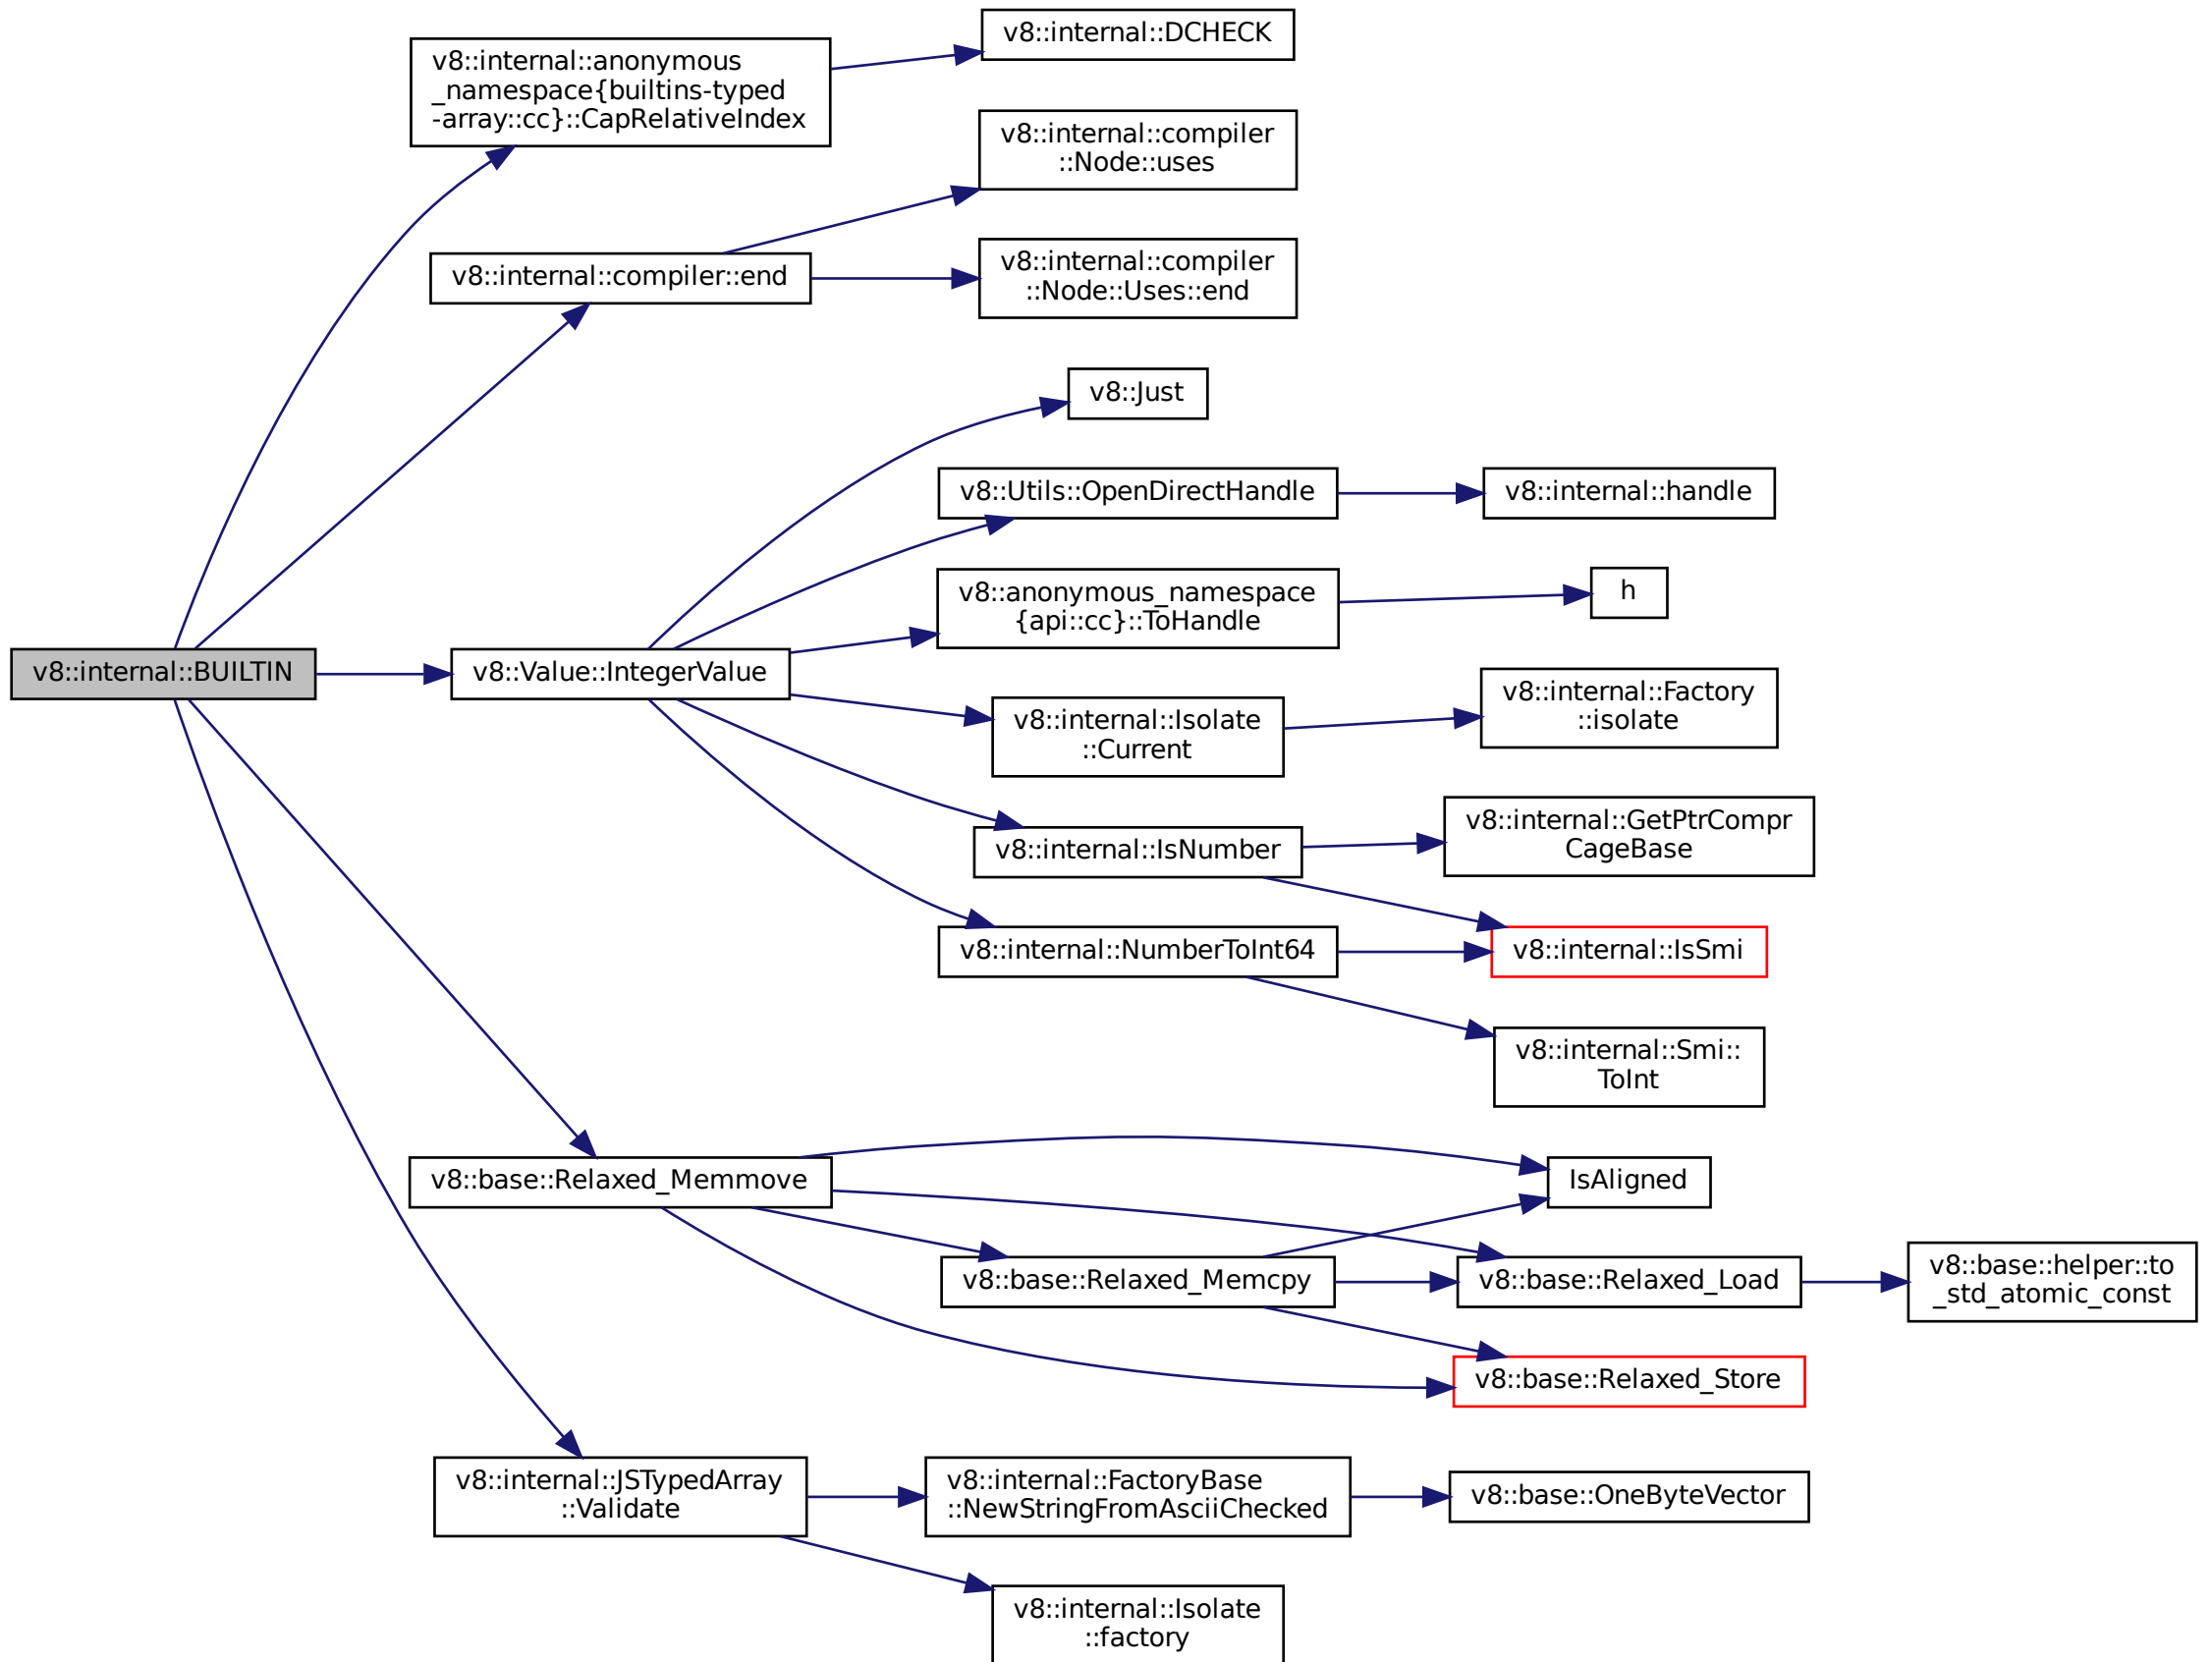 v8::internal::BUILTIN
v8::internal::anonymous
_namespace{builtins-typed
-array::cc}::CapRelativeIndex
v8::internal::DCHECK
v8::internal::compiler::end
v8::internal::compiler
::Node::uses
v8::internal::compiler
::Node::Uses::end
v8::Value::IntegerValue
v8::Just
v8::Utils::OpenDirectHandle
v8::internal::handle
v8::anonymous_namespace
{api::cc}::ToHandle
h
v8::internal::Isolate
::Current
v8::internal::Factory
::isolate
v8::internal::IsNumber
v8::internal::GetPtrCompr
CageBase
v8::internal::NumberToInt64
v8::internal::IsSmi
v8::internal::Smi::
ToInt
v8::base::Relaxed_Memmove
IsAligned
v8::base::Relaxed_Memcpy
v8::base::Relaxed_Load
v8::base::helper::to
_std_atomic_const
v8::base::Relaxed_Store
v8::internal::JSTypedArray
::Validate
v8::internal::FactoryBase
::NewStringFromAsciiChecked
v8::base::OneByteVector
v8::internal::Isolate
::factory